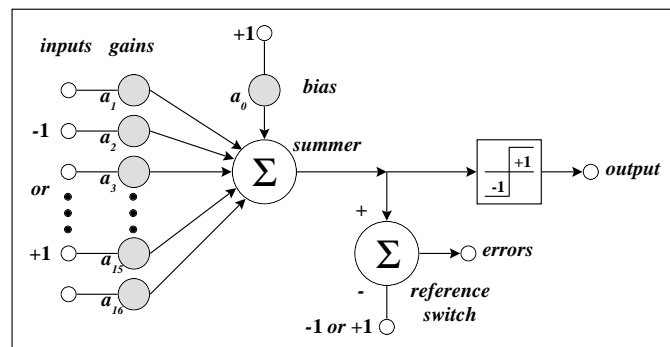 +1
inputs gains
a1
a0
bias
-1
a2
summer
or
a3
Σ
+1
-1
output
+
+1
a15
Σ
errors
a16
-
reference
switch
-1 or +1